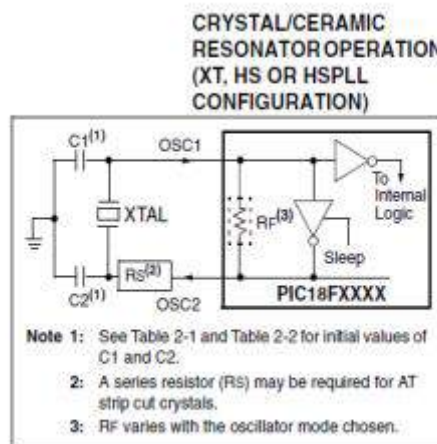 CRYSTAL/CERAMIC
RESONATOR OPERATION
(XT, HS OR HSPLL
CONFIGURATION)
C1(1)
OSC1
To
Internal
Logic
XTAL
RF(3)
Sleep
C2(1)
RS(2)
OSC2
PIC18FXXXX
Note 1: See Table 2-1 and Table 2-2 for initial values of
C1 and C2.
2: A series resistor (RS) may be required for AT
strip cut crystals.
3: RF varies with the oscillator mode chosen.